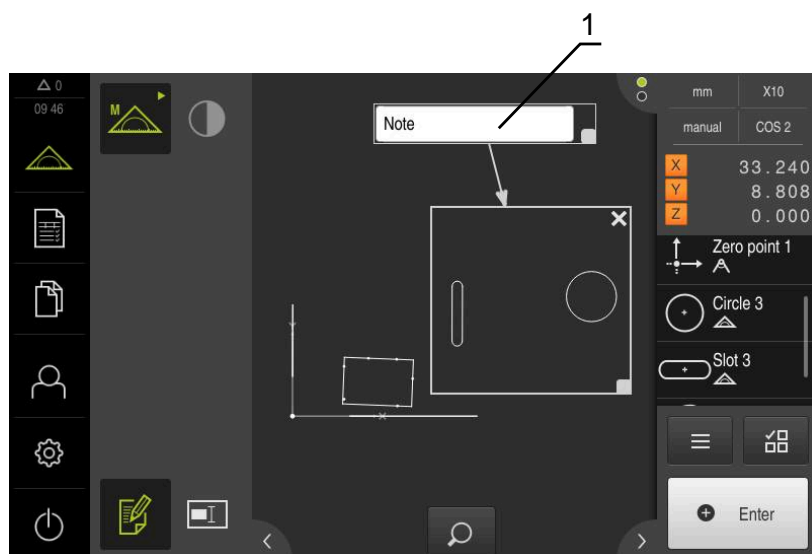 1
0
09 46
M
Note
mm X10
manual COS 2
X 33.240
Y 8.808
Z 0.000
Zero point 1
Circle 3
Slot 3
Enter